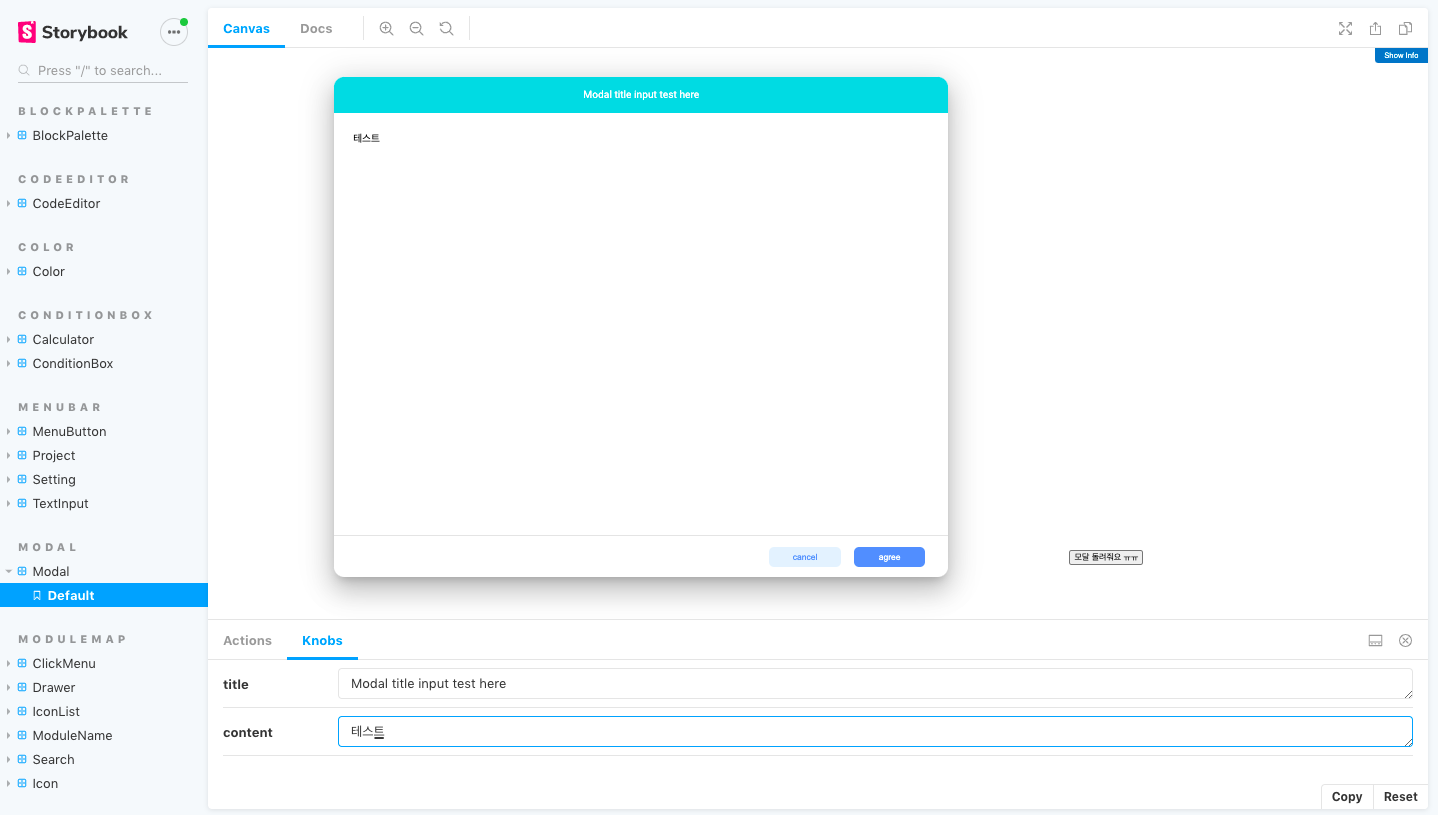 Storybook
Press "/" to search...
BLOCKPALETTE
BlockPalette
CODEEDITOR
CodeEditor
COLOR
Color
CONDITIONBOX
Calculator
ConditionBox
MENUBAR
MenuButton
Project
Setting
TextInput
MODAL
Modal
Default
MODULEMAP
ClickMenu
Drawer
IconList
ModuleName
Search
Icon
Canvas Docs
Show Info
Modal title input test here
테스트
cancel agree
모달 돌려줘요 ㅠㅠ
Actions Knobs
title Modal title input test here
content 테스트
Copy Reset